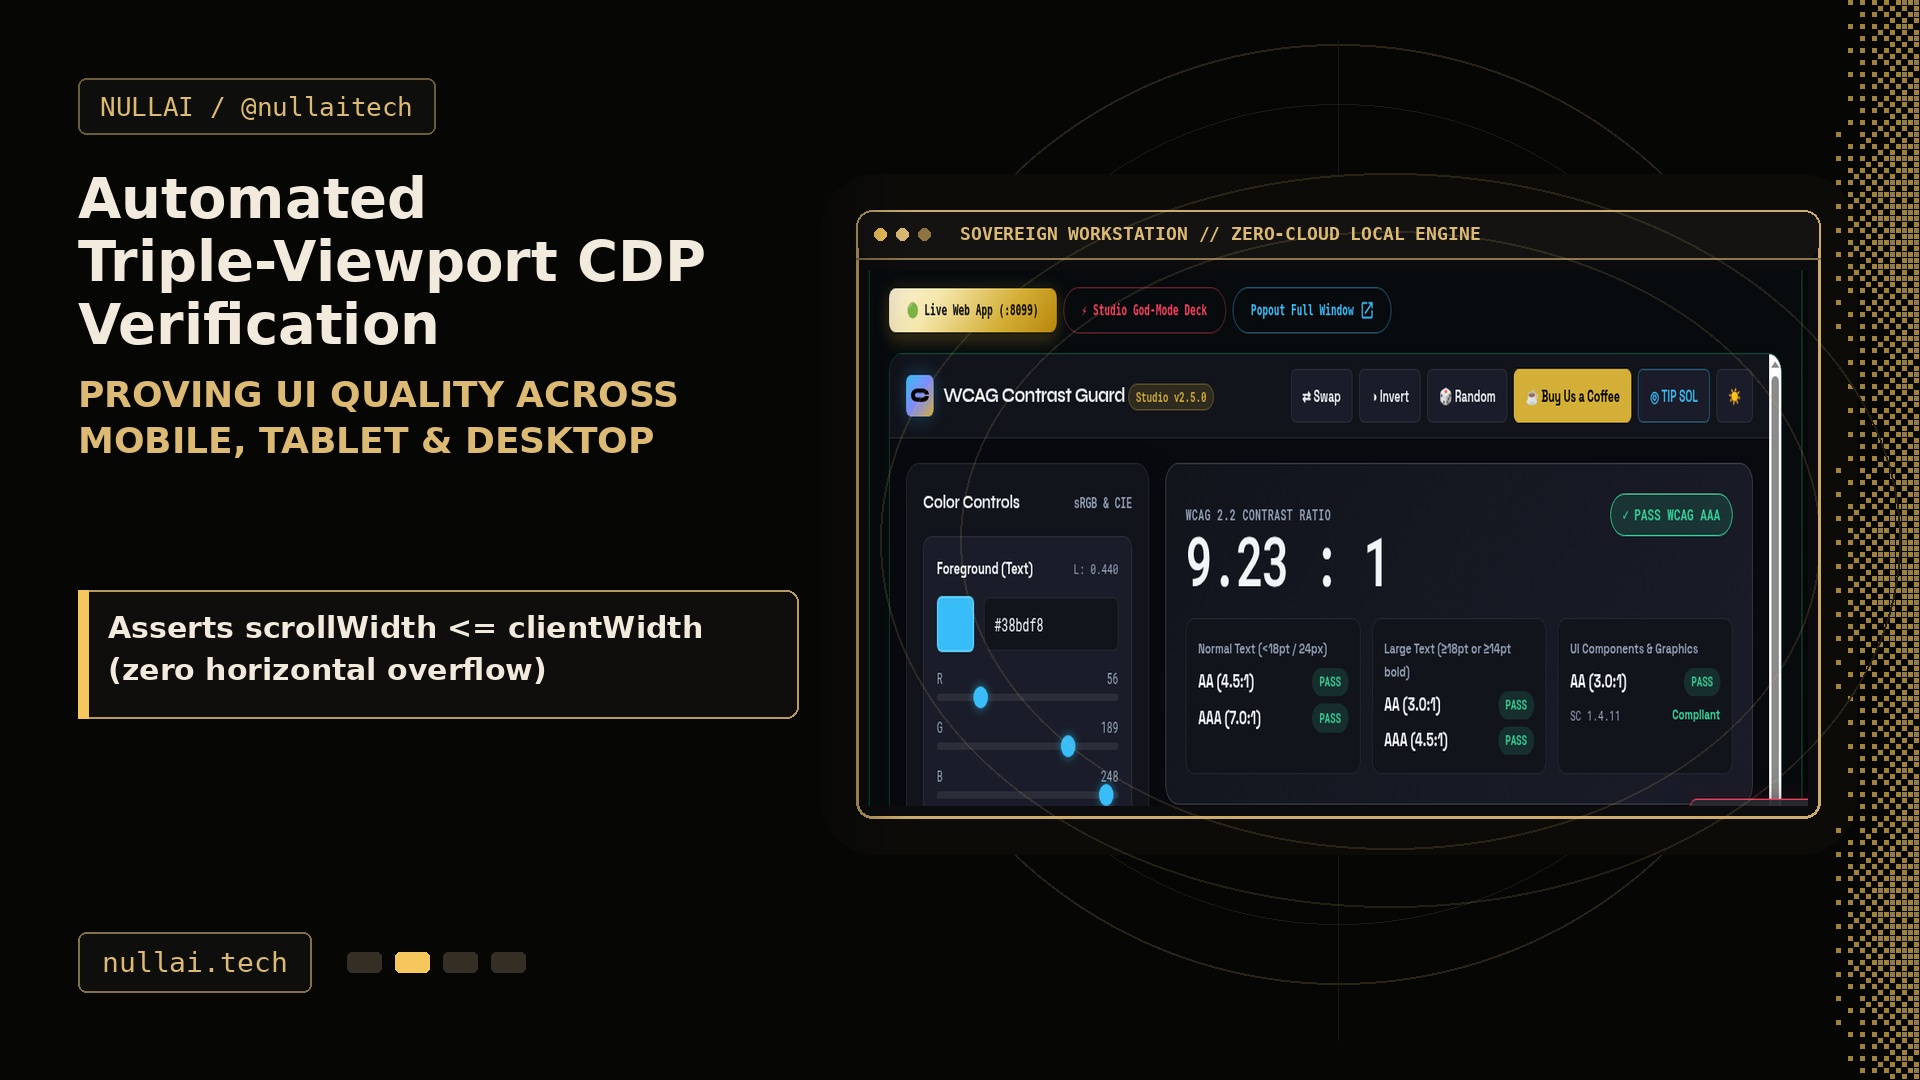 NULLAI / @nullaitech
Automated
Triple-Viewport CDP
Verification
PROVING UI QUALITY ACROSS
MOBILE, TABLET & DESKTOP
Asserts scrollWidth <= clientWidth
(zero horizontal overflow)
nullai.tech
SOVEREIGN WORKSTATION // ZERO-CLOUD LOCAL ENGINE
Live Web App (:8099)
⚡ Studio God-Mode Deck
Popout Full Window
C
WCAG Contrast Guard
Studio v2.5.0
⇄ Swap
◑ Invert
🎲 Random
☕ Buy Us a Coffee
◎ TIP SOL
☀️
Color Controls
sRGB & CIE
Foreground (Text)
L: 0.440
#38bdf8
R 56
G 189
B 248
WCAG 2.2 CONTRAST RATIO
✓ PASS WCAG AAA
9.23 : 1
Normal Text (<18pt / 24px)
AA (4.5:1) PASS
AAA (7.0:1) PASS
Large Text (≥18pt or ≥14pt
bold)
AA (3.0:1) PASS
AAA (4.5:1) PASS
UI Components & Graphics
AA (3.0:1) PASS
SC 1.4.11 Compliant